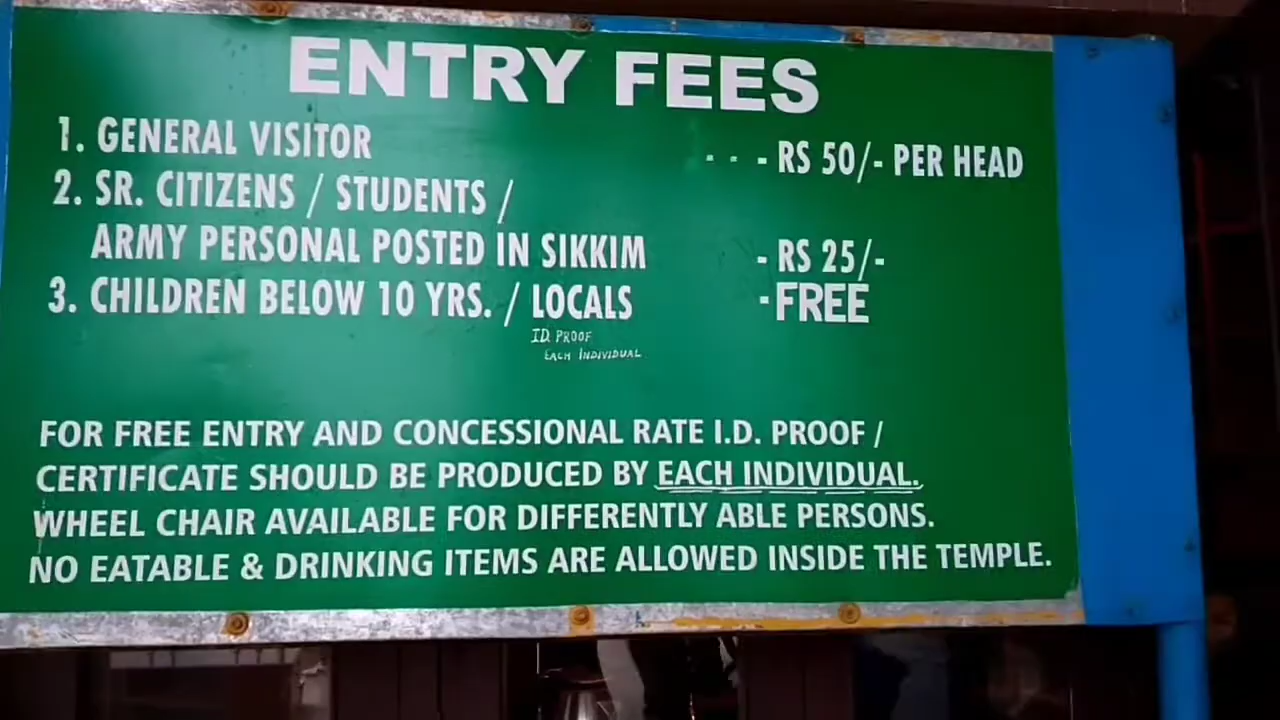 ENTRY FEES
1. GENERAL VISITOR - - - RS 50/- PER HEAD
2. SR. CITIZENS / STUDENTS /
ARMY PERSONAL POSTED IN SIKKIM - RS 25/-
3. CHILDREN BELOW 10 YRS. / LOCALS - FREE
I.D. PROOF
EACH INDIVIDUAL
FOR FREE ENTRY AND CONCESSIONAL RATE I.D. PROOF /
CERTIFICATE SHOULD BE PRODUCED BY EACH INDIVIDUAL.
WHEEL CHAIR AVAILABLE FOR DIFFERENTLY ABLE PERSONS.
NO EATABLE & DRINKING ITEMS ARE ALLOWED INSIDE THE TEMPLE.